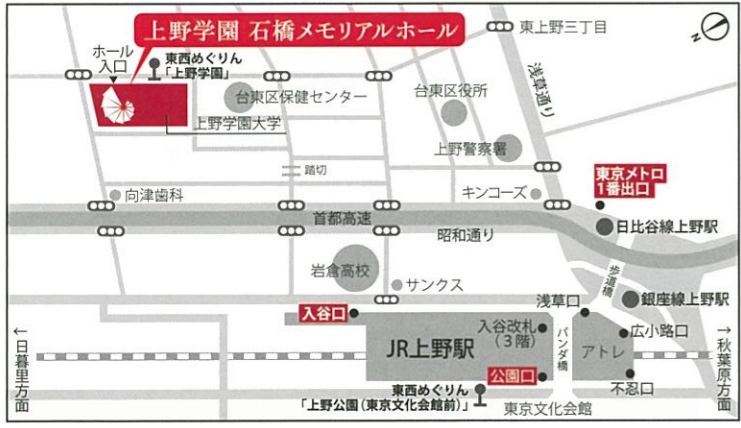 上野学園 石橋メモリアルホール
東上野三丁目
N
ホール
入口
東西めぐりん
「上野学園」
台東区保健センター
台東区役所
浅草通り
上野学園大学
上野警察署
踏切
東京メトロ
1番出口
向津歯科
キンコーズ
首都高速
日比谷線上野駅
昭和通り
岩倉高校
歩道橋
サンクス
銀座線上野駅
浅草口
入谷口
入谷改札
(3階)
広小路口
JR上野駅
パンダ橋
アトレ
←日暮里方面
→秋葉原方面
公園口
不忍口
東西めぐりん
「上野公園(東京文化会館前)」
東京文化会館